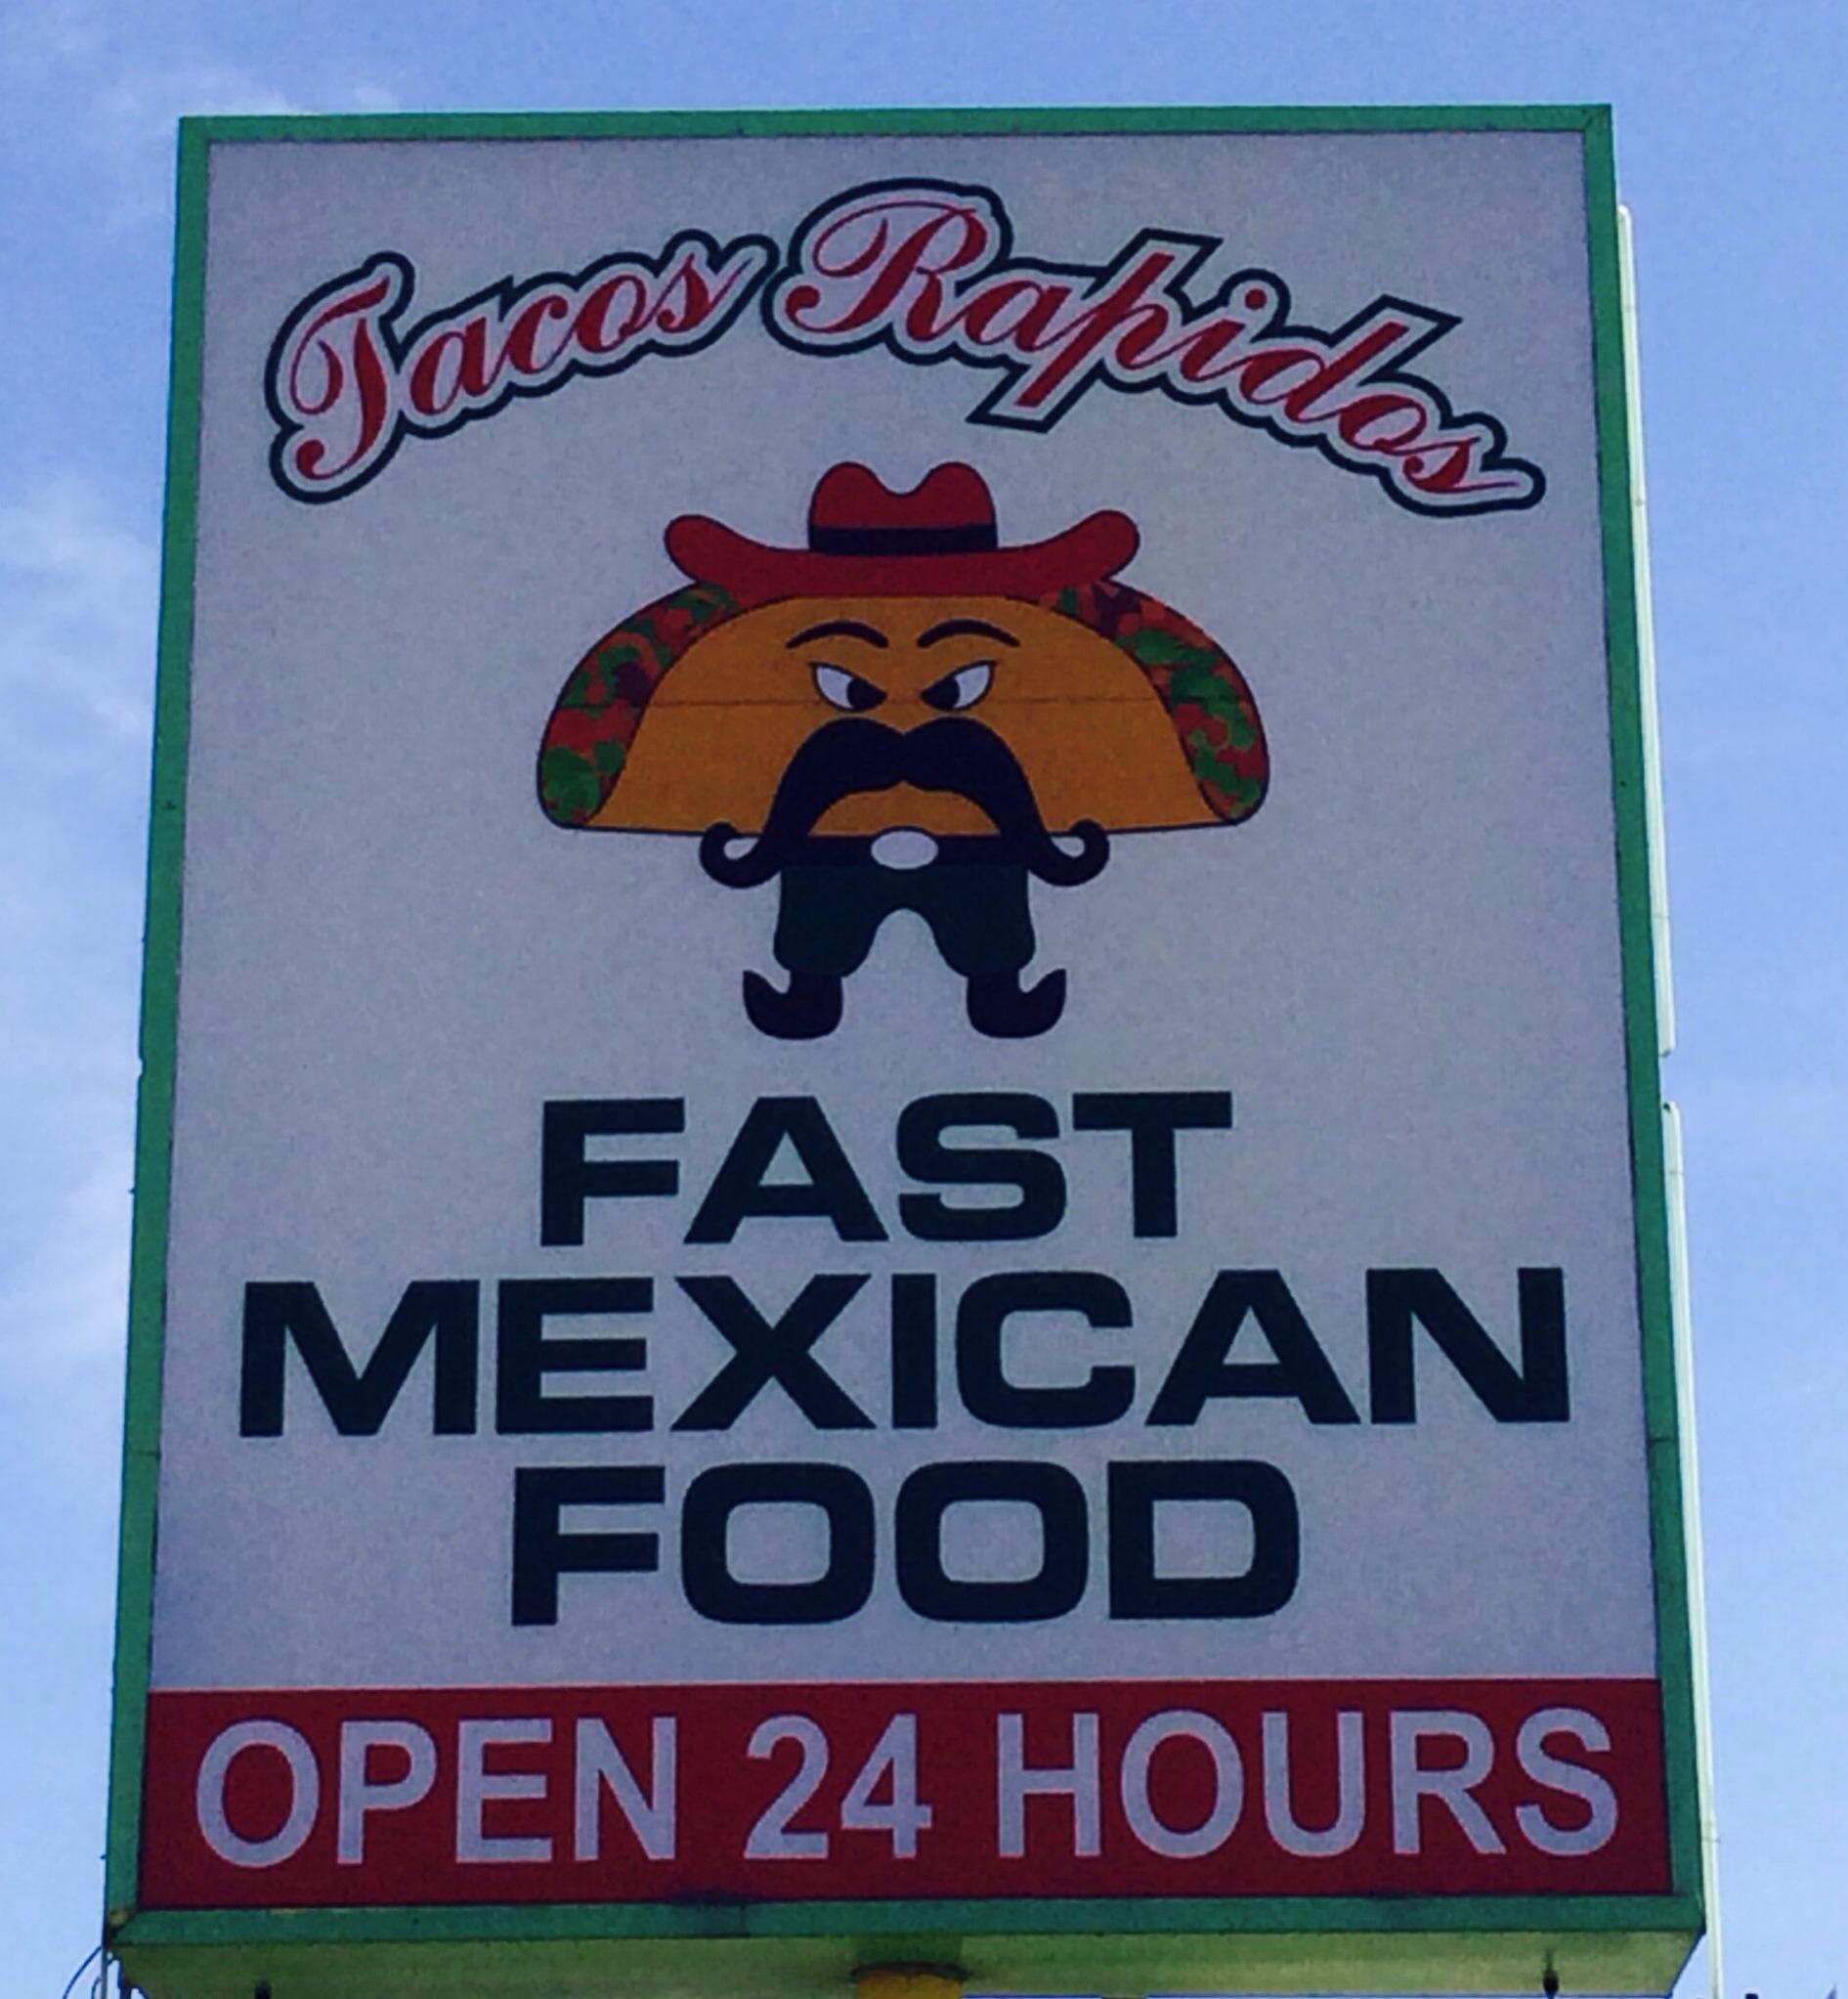 Tacos Rapidos
FAST
MEXICAN
FOOD
OPEN 24 HOURS